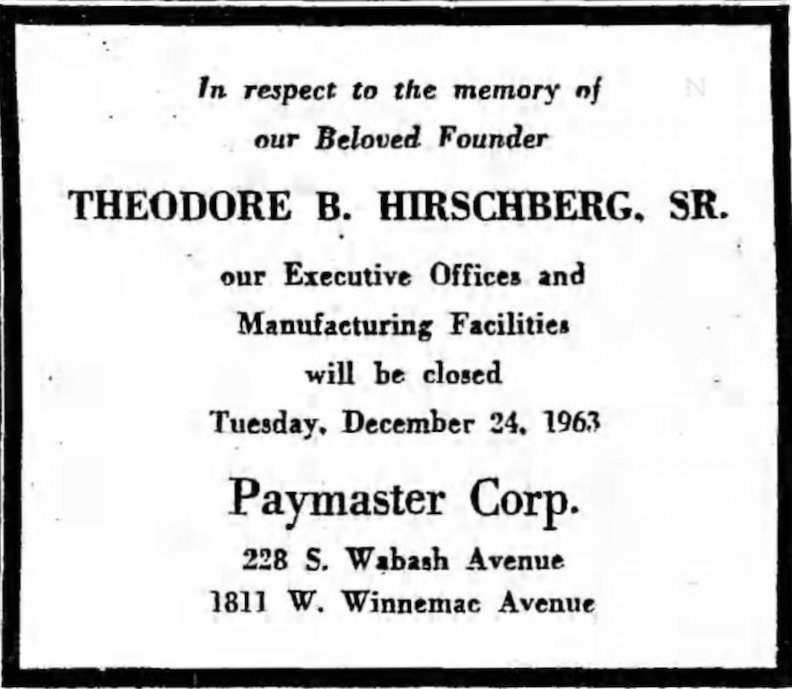 In respect to the memory of
our Beloved Founder
THEODORE B. HIRSCHBERG, SR.
our Executive Offices and
Manufacturing Facilities
will be closed
Tuesday, December 24, 1963
Paymaster Corp.
228 S. Wabash Avenue
1811 W. Winnemac Avenue